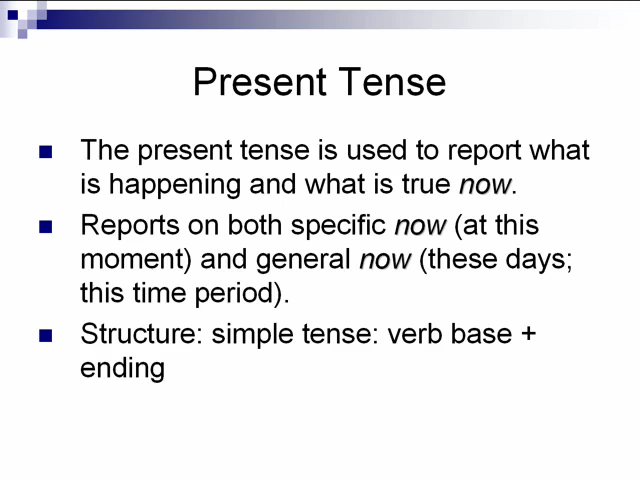 Present Tense
The present tense is used to report what
is happening and what is true now.
Reports on both specific now (at this
moment) and general now (these days;
this time period).
Structure: simple tense: verb base +
ending